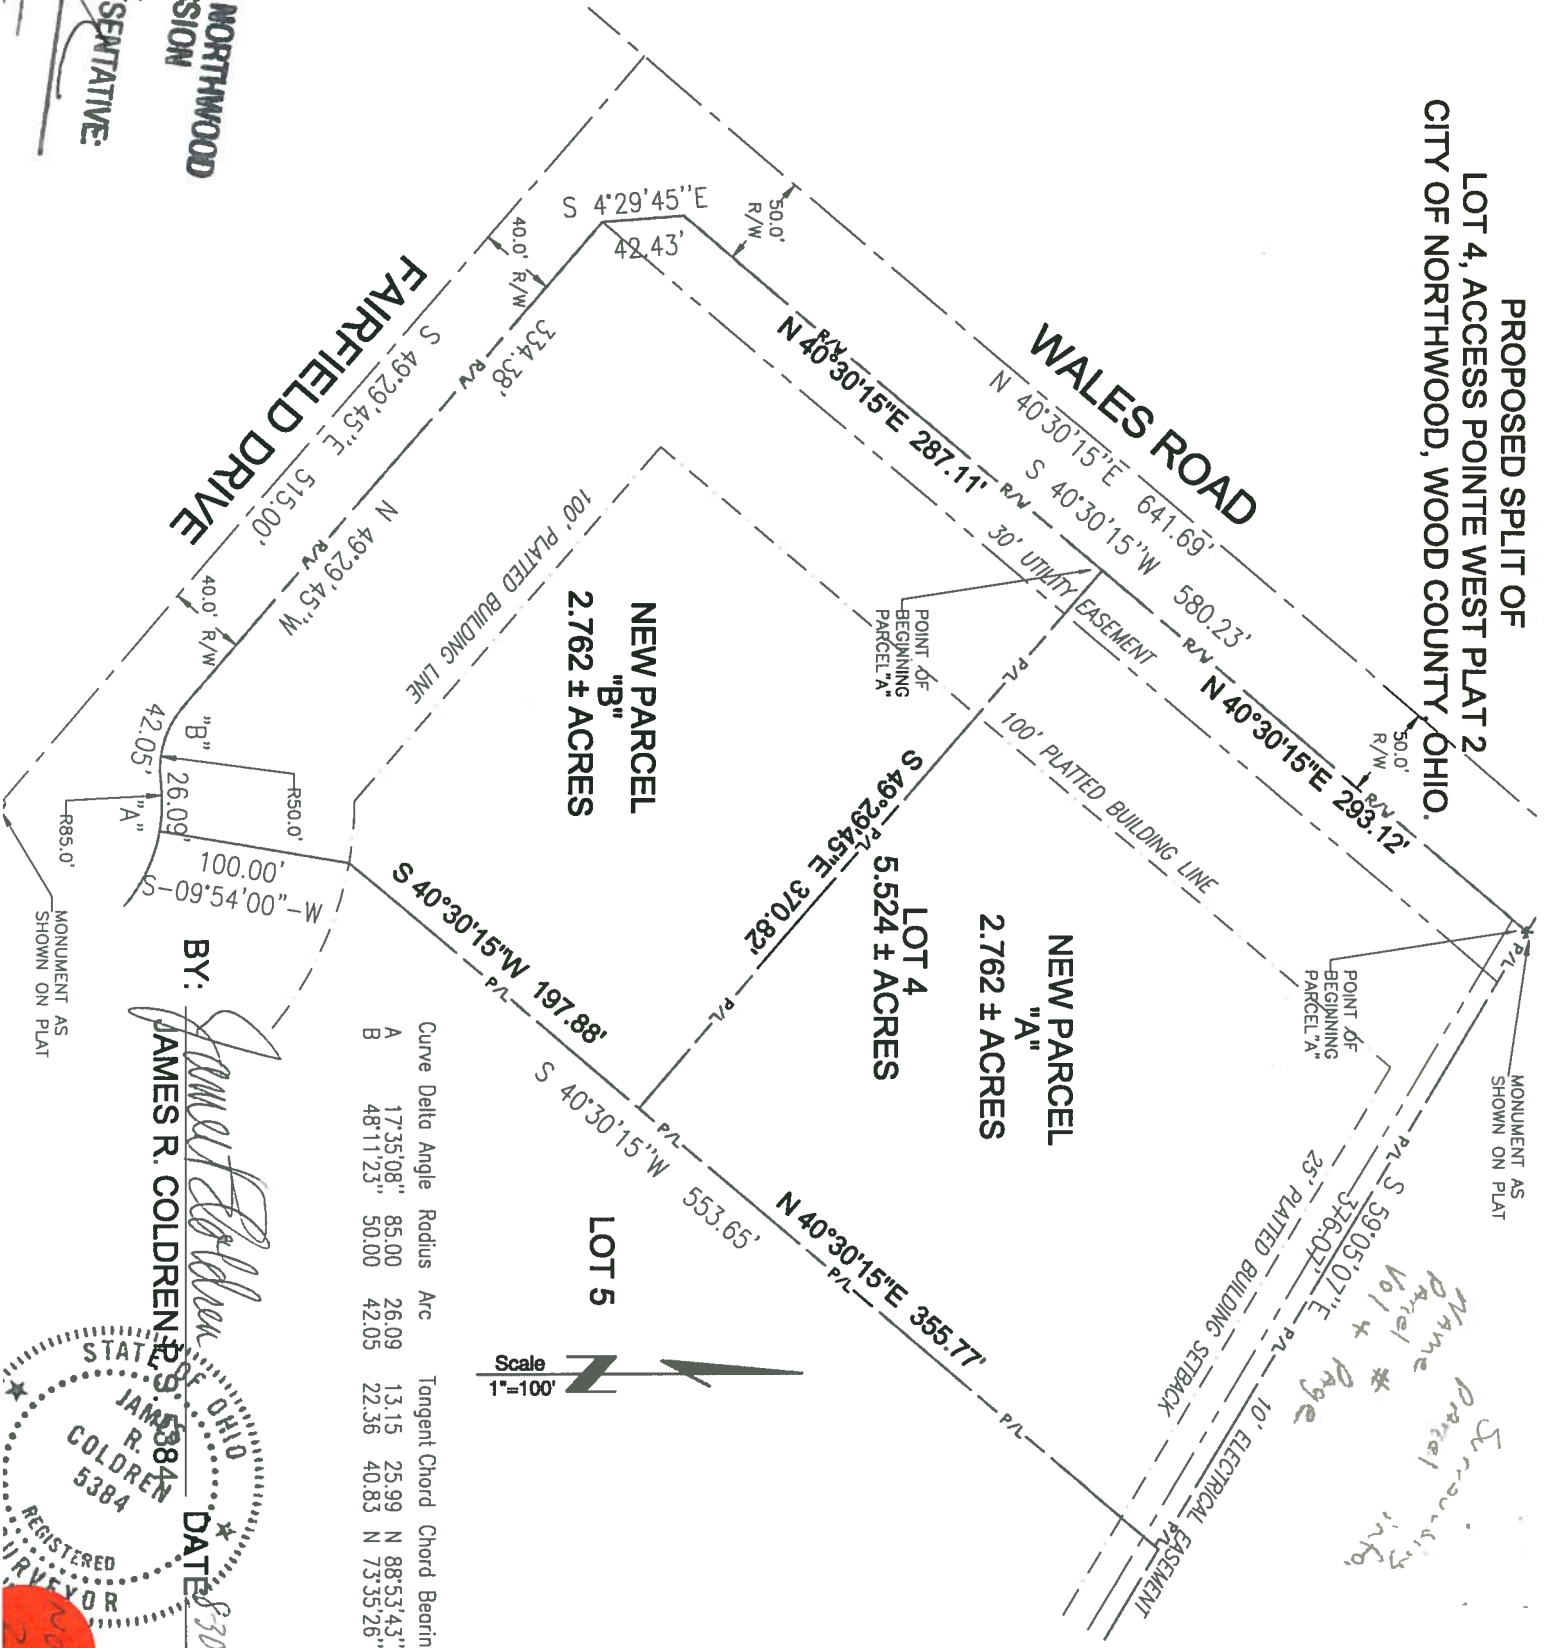 PROPOSED SPLIT OF
LOT 4, ACCESS POINTE WEST PLAT 2
CITY OF NORTHWOOD, WOOD COUNTY, OHIO.
WALES ROAD
N 40°30'15"E 641.69'
S 40°30'15"W 580.23'
50.0'
R/W
50.0'
R/W
N 40°30'15"E 287.11'
R/W
R/W
R/W
N 40°30'15"E 293.12'
R/W
30' UTILITY EASEMENT
100' PLATTED BUILDING LINE
POINT OF
BEGINNING
PARCEL"A"
POINT OF
BEGINNING
PARCEL"A"
MONUMENT AS
SHOWN ON PLAT
P/L
P/L
S 59°05'07"E
376.07'
P/L
P/L
25' PLATTED BUILDING SETBACK
10' ELECTRICAL EASEMENT
Name
Parcel #
Vol & Page
Parcel
info.
NEW PARCEL
"A"
2.762 ± ACRES
LOT 4
5.524 ± ACRES
S 49°29'45"E 370.82'
P/L
P/L
P/L
NEW PARCEL
"B"
2.762 ± ACRES
S 4°29'45"E
42.43'
40.0' R/W
334.38'
R/W
N 49°29'45"W
R/W
S 49°29'45"E 515.00'
FAIRFIELD DRIVE
40.0' R/W
100' PLATTED BUILDING LINE
"B"
42.05'
26.09'
"A"
R50.0'
R85.0'
100.00'
S-09°54'00"-W
MONUMENT AS
SHOWN ON PLAT
S 40°30'15"W 197.88'
P/L
S 40°30'15"W 553.65'
P/L
N 40°30'15"E 355.77'
P/L
P/L
LOT 5
Scale
1"=100'
N
Curve Delta Angle Radius Arc Tangent Chord Chord Bearin
A 17°35'08" 85.00 26.09 13.15 25.99 N 88°53'43"
B 48°11'23" 50.00 42.05 22.36 40.83 N 73°35'26"
BY: James R Coldren DATE 8-30
JAMES R. COLDREN P.S. 5384
STATE OF OHIO
JAMES
R.
COLDREN
5384
REGISTERED
SURVEYOR
NORTHWOOD
SSION
SENTATIVE: